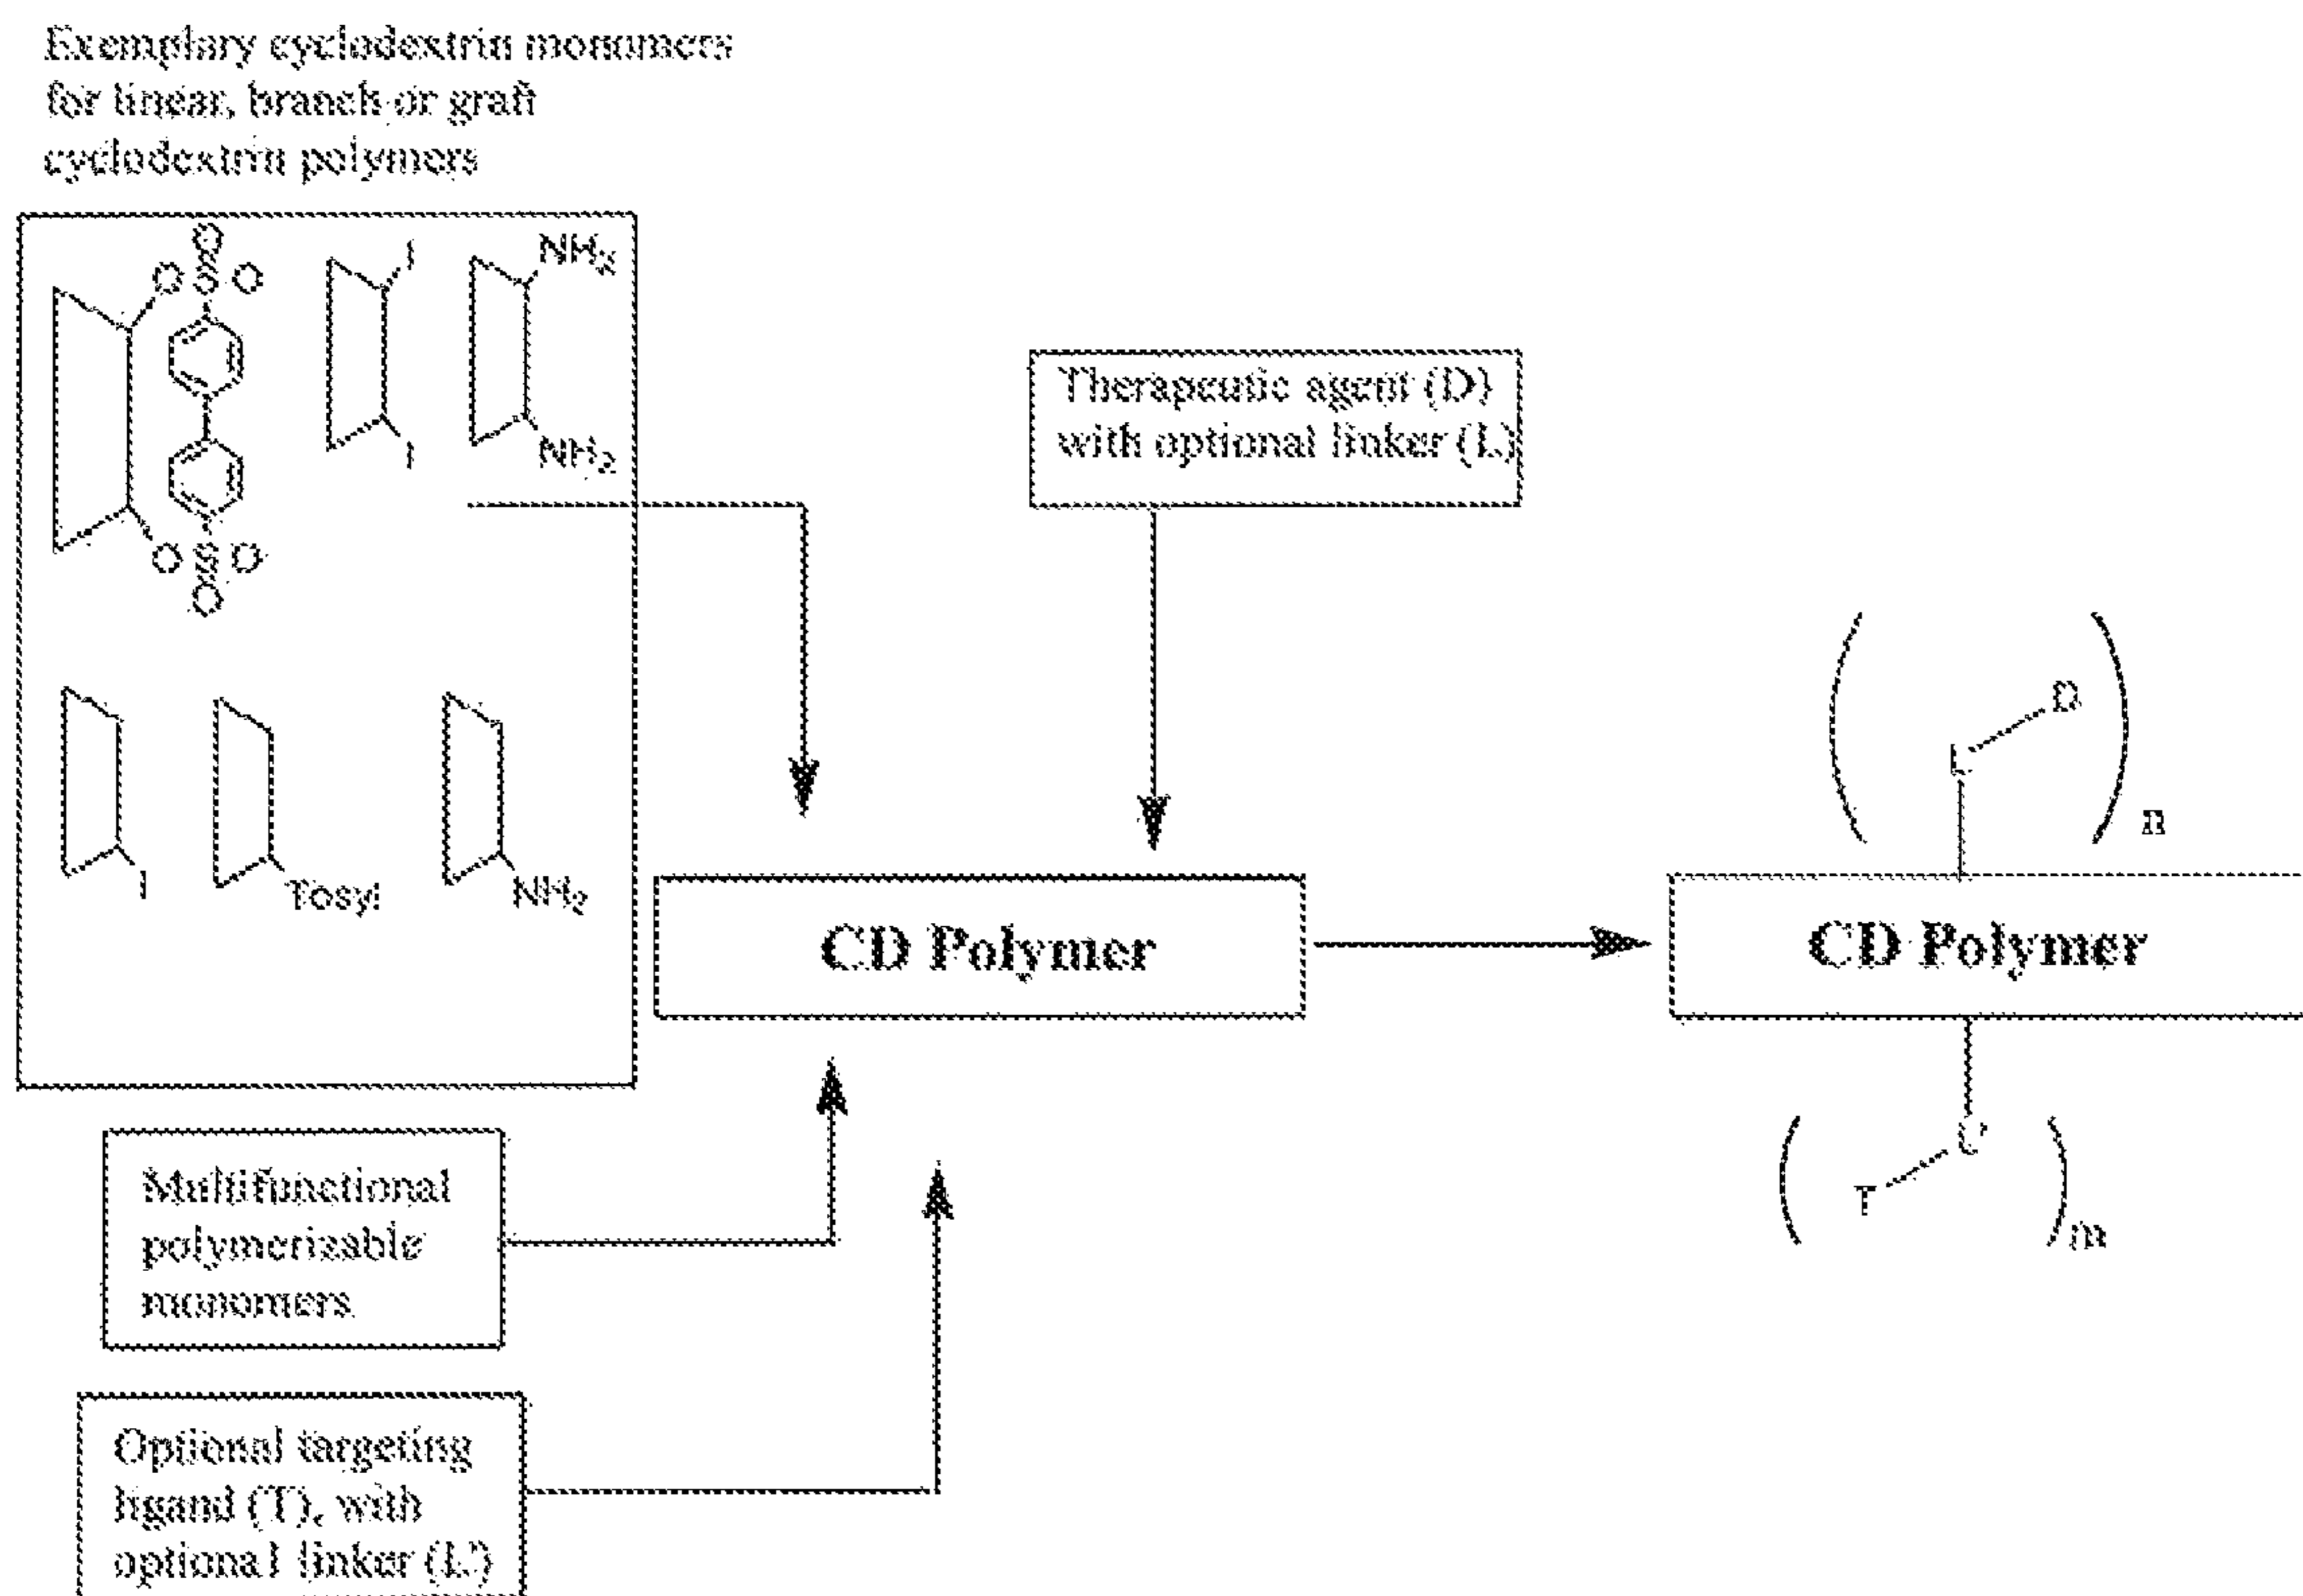 Exemplary cyclodextrin monomers
for linear, branch or graft
cyclodextrin polymers
O
O S O
I
NH2
I
NH2
O S O
O
I
Tosyl
NH2
Therapeutic agent (D)
with optional linker (L)
CD Polymer
D
L
n
CD Polymer
L'
T
m
Multifunctional
polymerizable
monomers
Optional targeting
ligand (T), with
optional linker (L')